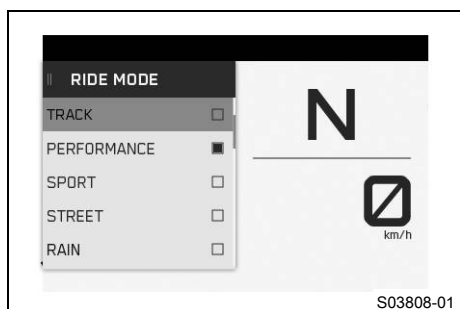 RIDE MODE
TRACK
PERFORMANCE
SPORT
STREET
RAIN
N
0
km/h
S03808-01